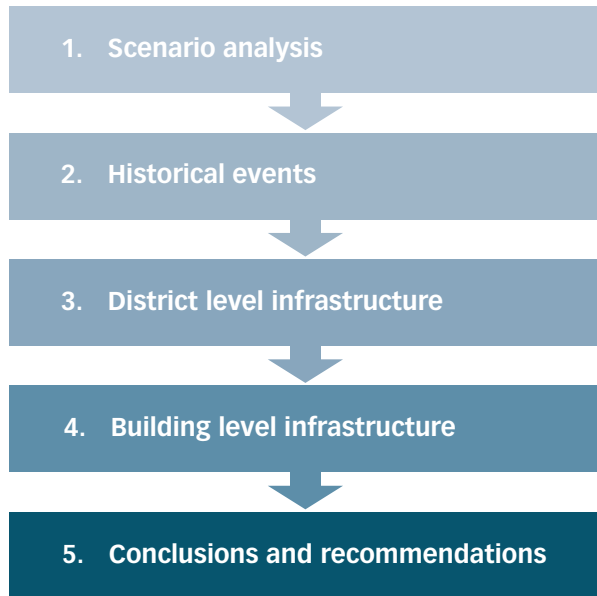 1. Scenario analysis
2. Historical events
3. District level infrastructure
4. Building level infrastructure
5. Conclusions and recommendations